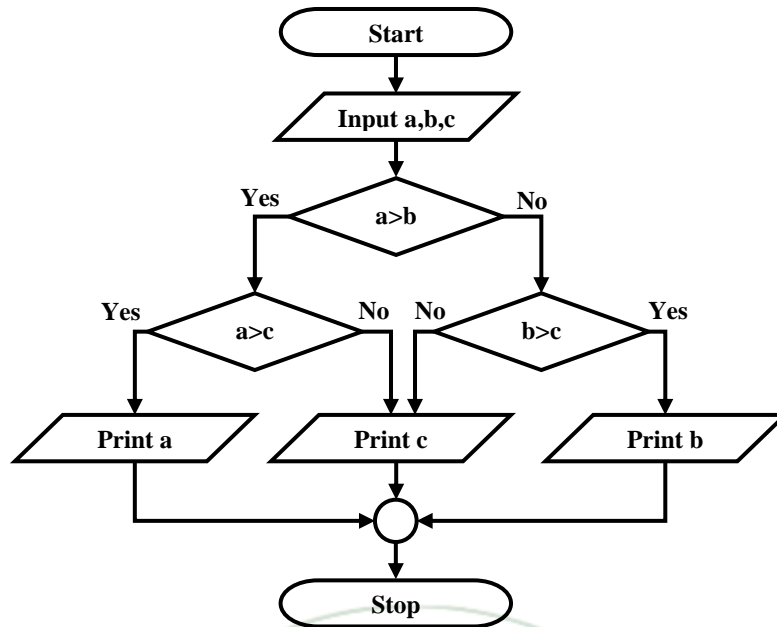 Start
Input a,b,c
Yes
No
a>b
Yes
No
No
Yes
a>c
b>c
Print a
Print c
Print b
Stop